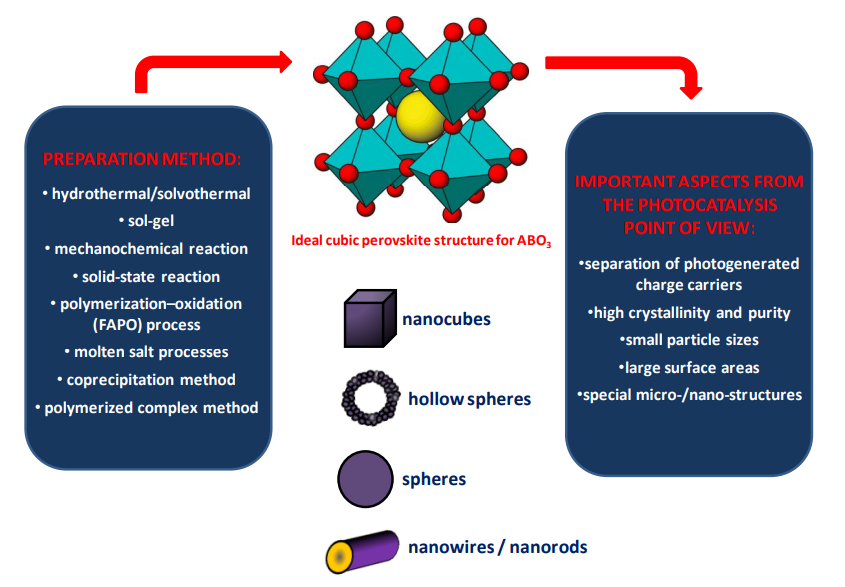 PREPARATION METHOD:
• hydrothermal/solvothermal
• sol-gel
• mechanochemical reaction
• solid-state reaction
• polymerization–oxidation
(FAPO) process
• molten salt processes
• coprecipitation method
• polymerized complex method
Ideal cubic perovskite structure for ABO₃
nanocubes
hollow spheres
spheres
nanowires / nanorods
IMPORTANT ASPECTS FROM
THE PHOTOCATALYSIS
POINT OF VIEW:
•separation of photogenerated
charge carriers
•high crystallinity and purity
•small particle sizes
•large surface areas
•special micro-/nano-structures